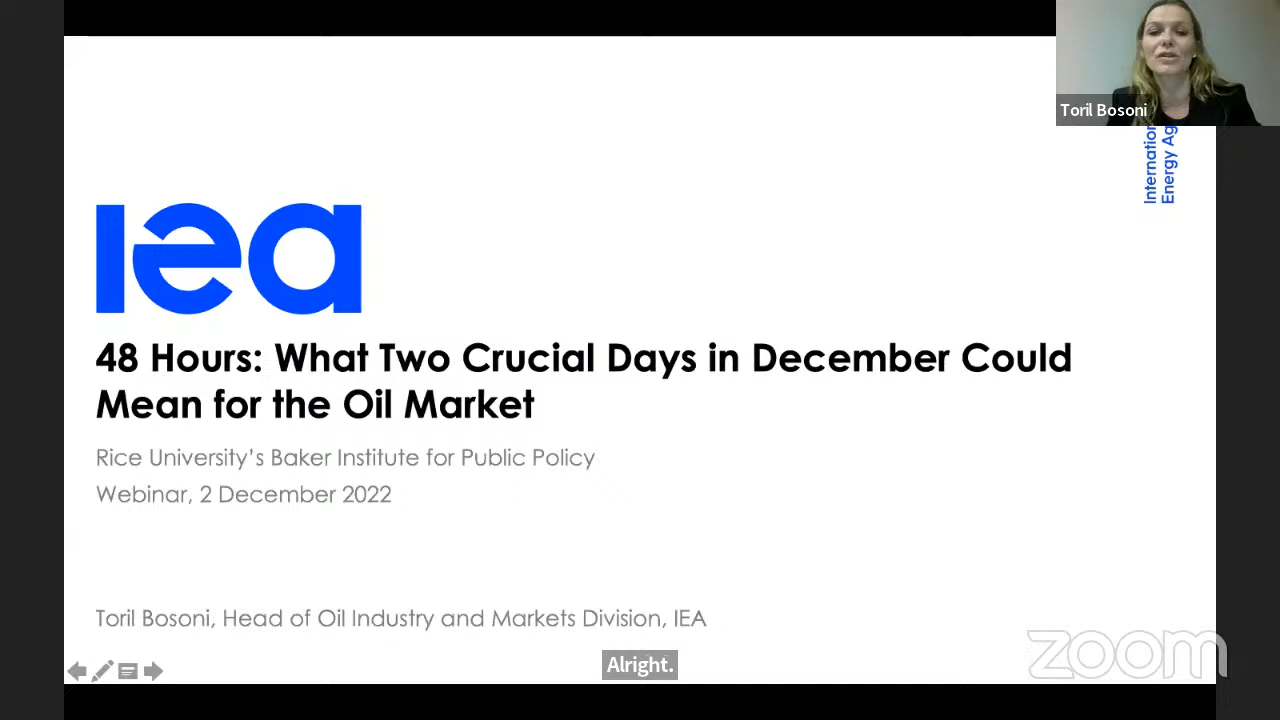 Toril Bosoni
Internation
Energy Ag
iea
48 Hours: What Two Crucial Days in December Could
Mean for the Oil Market
Rice University's Baker Institute for Public Policy
Webinar, 2 December 2022
Toril Bosoni, Head of Oil Industry and Markets Division, IEA
zoom
Alright.